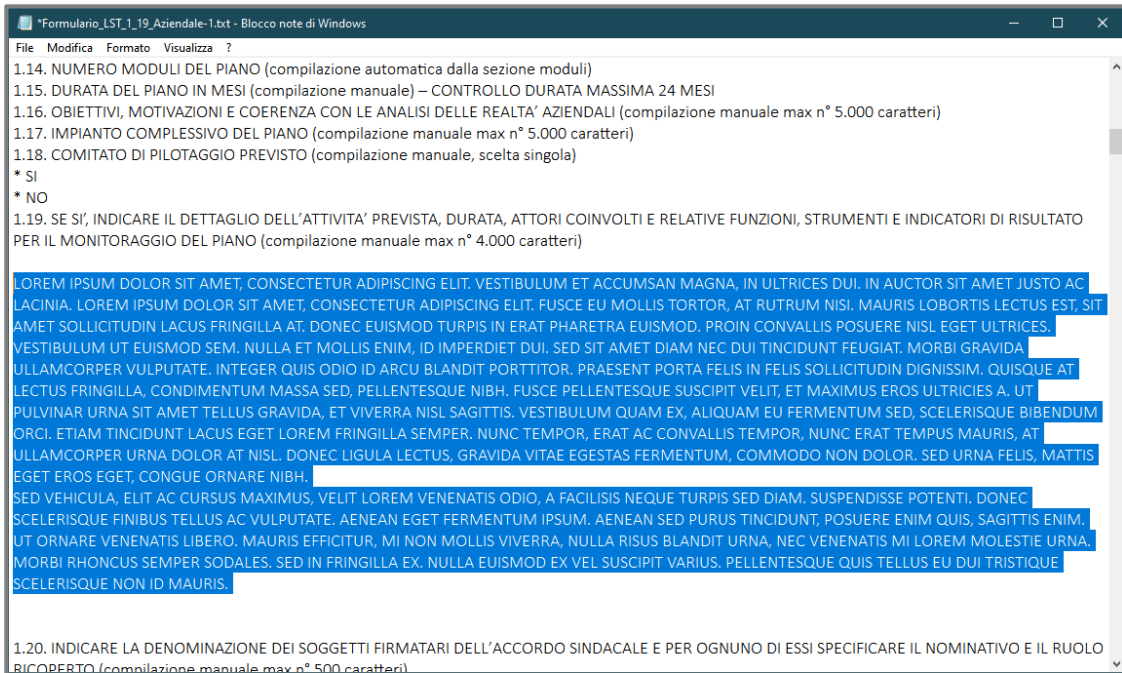 *Formulario_LST_1_19_Aziendale-1.txt - Blocco note di Windows
File Modifica Formato Visualizza ?
1.14. NUMERO MODULI DEL PIANO (compilazione automatica dalla sezione moduli)
1.15. DURATA DEL PIANO IN MESI (compilazione manuale) – CONTROLLO DURATA MASSIMA 24 MESI
1.16. OBIETTIVI, MOTIVAZIONI E COERENZA CON LE ANALISI DELLE REALTA’ AZIENDALI (compilazione manuale max n° 5.000 caratteri)
1.17. IMPIANTO COMPLESSIVO DEL PIANO (compilazione manuale max n° 5.000 caratteri)
1.18. COMITATO DI PILOTAGGIO PREVISTO (compilazione manuale, scelta singola)
* SI
* NO
1.19. SE SI’, INDICARE IL DETTAGLIO DELL’ATTIVITA’ PREVISTA, DURATA, ATTORI COINVOLTI E RELATIVE FUNZIONI, STRUMENTI E INDICATORI DI RISULTATO
PER IL MONITORAGGIO DEL PIANO (compilazione manuale max n° 4.000 caratteri)
LOREM IPSUM DOLOR SIT AMET, CONSECTETUR ADIPISCING ELIT. VESTIBULUM ET ACCUMSAN MAGNA, IN ULTRICES DUI. IN AUCTOR SIT AMET JUSTO AC
LACINIA. LOREM IPSUM DOLOR SIT AMET, CONSECTETUR ADIPISCING ELIT. FUSCE EU MOLLIS TORTOR, AT RUTRUM NISI. MAURIS LOBORTIS LECTUS EST, SIT
AMET SOLLICITUDIN LACUS FRINGILLA AT. DONEC EUISMOD TURPIS IN ERAT PHARETRA EUISMOD. PROIN CONVALLIS POSUERE NISL EGET ULTRICES.
VESTIBULUM UT EUISMOD SEM. NULLA ET MOLLIS ENIM, ID IMPERDIET DUI. SED SIT AMET DIAM NEC DUI TINCIDUNT FEUGIAT. MORBI GRAVIDA
ULLAMCORPER VULPUTATE. INTEGER QUIS ODIO ID ARCU BLANDIT PORTTITOR. PRAESENT PORTA FELIS IN FELIS SOLLICITUDIN DIGNISSIM. QUISQUE AT
LECTUS FRINGILLA, CONDIMENTUM MASSA SED, PELLENTESQUE NIBH. FUSCE PELLENTESQUE SUSCIPIT VELIT, ET MAXIMUS EROS ULTRICIES A. UT
PULVINAR URNA SIT AMET TELLUS GRAVIDA, ET VIVERRA NISL SAGITTIS. VESTIBULUM QUAM EX, ALIQUAM EU FERMENTUM SED, SCELERISQUE BIBENDUM
ORCI. ETIAM TINCIDUNT LACUS EGET LOREM FRINGILLA SEMPER. NUNC TEMPOR, ERAT AC CONVALLIS TEMPOR, NUNC ERAT TEMPUS MAURIS, AT
ULLAMCORPER URNA DOLOR AT NISL. DONEC LIGULA LECTUS, GRAVIDA VITAE EGESTAS FERMENTUM, COMMODO NON DOLOR. SED URNA FELIS, MATTIS
EGET EROS EGET, CONGUE ORNARE NIBH.
SED VEHICULA, ELIT AC CURSUS MAXIMUS, VELIT LOREM VENENATIS ODIO, A FACILISIS NEQUE TURPIS SED DIAM. SUSPENDISSE POTENTI. DONEC
SCELERISQUE FINIBUS TELLUS AC VULPUTATE. AENEAN EGET FERMENTUM IPSUM. AENEAN SED PURUS TINCIDUNT, POSUERE ENIM QUIS, SAGITTIS ENIM.
UT ORNARE VENENATIS LIBERO. MAURIS EFFICITUR, MI NON MOLLIS VIVERRA, NULLA RISUS BLANDIT URNA, NEC VENENATIS MI LOREM MOLESTIE URNA.
MORBI RHONCUS SEMPER SODALES. SED IN FRINGILLA EX. NULLA EUISMOD EX VEL SUSCIPIT VARIUS. PELLENTESQUE QUIS TELLUS EU DUI TRISTIQUE
SCELERISQUE NON ID MAURIS.
1.20. INDICARE LA DENOMINAZIONE DEI SOGGETTI FIRMATARI DELL’ACCORDO SINDACALE E PER OGNUNO DI ESSI SPECIFICARE IL NOMINATIVO E IL RUOLO
RICOPERTO (compilazione manuale max n° 500 caratteri)